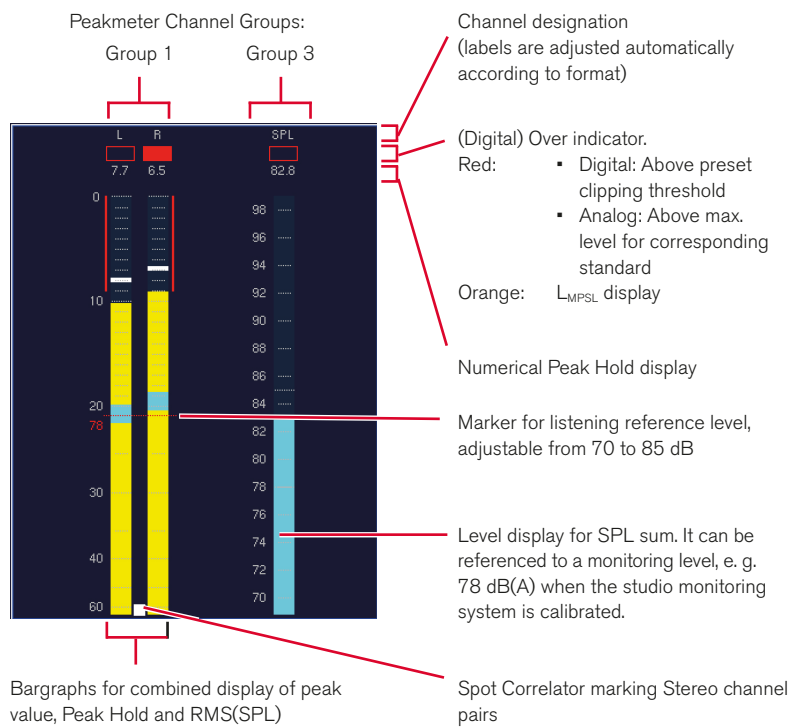 Peakmeter Channel Groups:
Group 1
Group 3
Channel designation
(labels are adjusted automatically
according to format)
L
R
SPL
7.7
6.5
82.8
(Digital) Over indicator.
Red:
▪ Digital: Above preset
clipping threshold
▪ Analog: Above max.
level for corresponding
standard
Orange:
LMPSL display
Numerical Peak Hold display
0
10
20
78
30
40
60
98
96
94
92
90
88
86
84
82
80
78
76
74
72
70
Marker for listening reference level,
adjustable from 70 to 85 dB
Level display for SPL sum. It can be
referenced to a monitoring level, e. g.
78 dB(A) when the studio monitoring
system is calibrated.
Bargraphs for combined display of peak
value, Peak Hold and RMS(SPL)
Spot Correlator marking Stereo channel
pairs